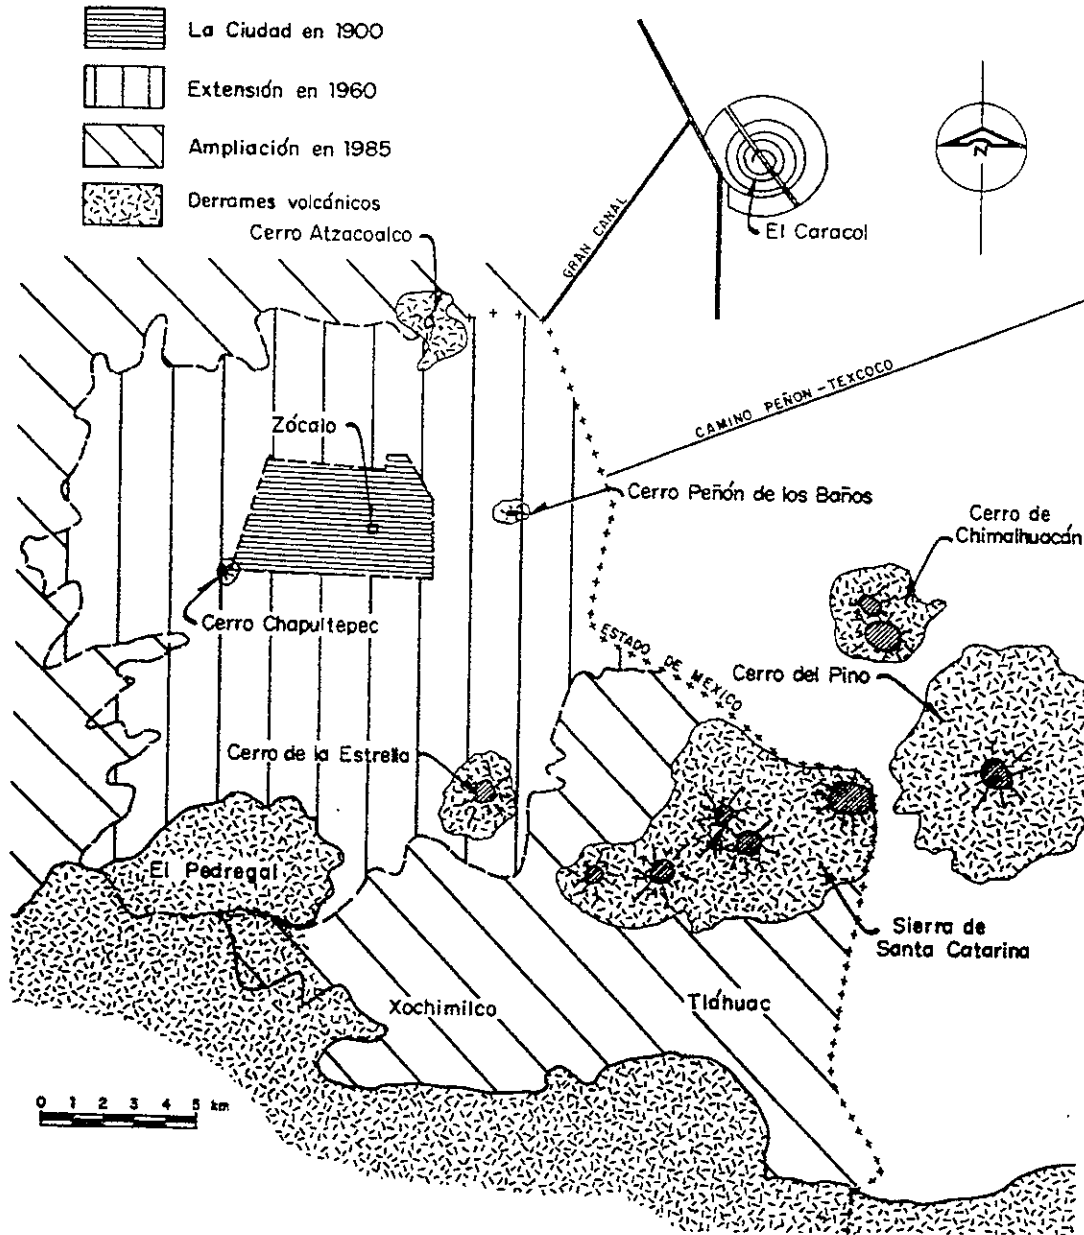 La Ciudad en 1900
Extensión en 1960
Ampliación en 1985
Derrames volcánicos
Cerro Atzacoalco
GRAN CANAL
El Caracol
N
CAMINO PEÑON-TEXCOCO
Zócalo
Cerro Peñón de los Baños
Cerro de
Chimalhuacán
Cerro Chapultepec
ESTADO DE MEXICO
Cerro del Pino
Cerro de la Estrella
El Pedregal
Sierra de
Santa Catarina
Xochimilco
Tláhuac
0 1 2 3 4 5 km